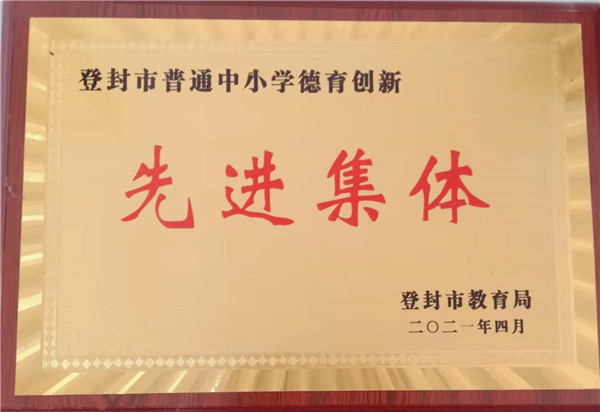 登封市普通中小学德育创新
先进集体
登封市教育局
二〇二一年四月